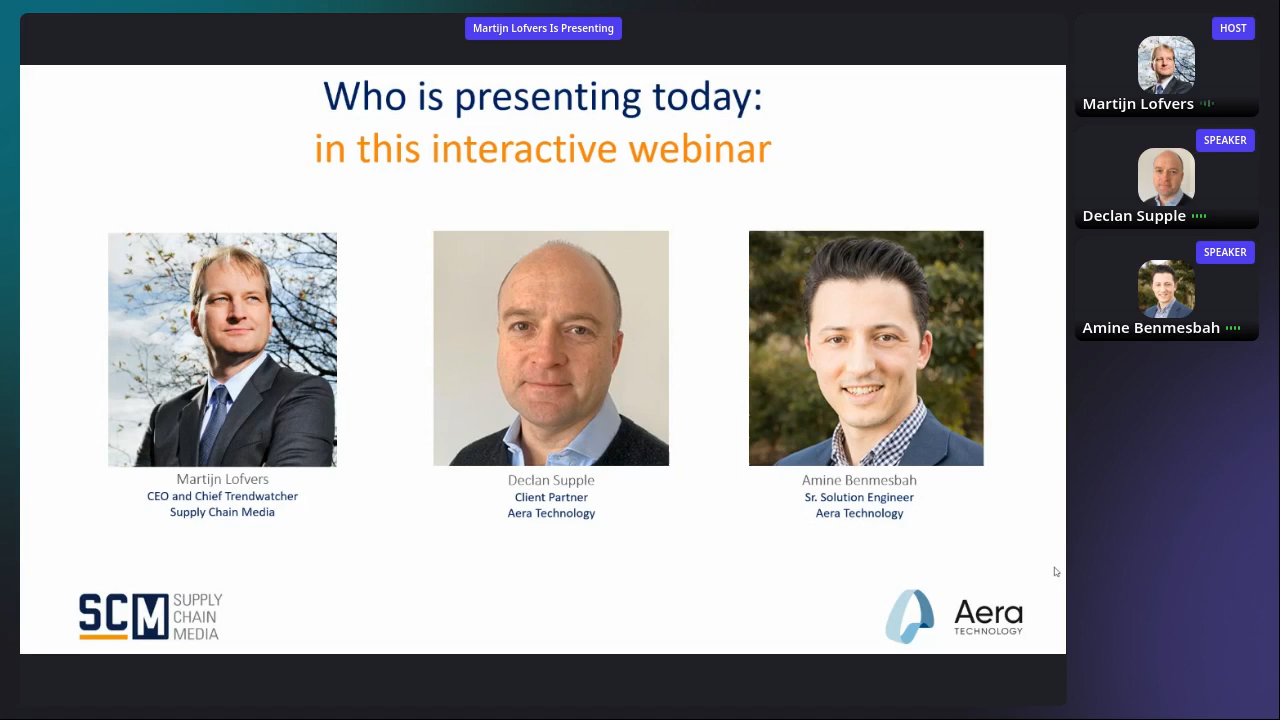 Martijn Lofvers Is Presenting
HOST
Martijn Lofvers
SPEAKER
Declan Supple
SPEAKER
Amine Benmesbah
Who is presenting today:
in this interactive webinar
Martijn Lofvers
CEO and Chief Trendwatcher
Supply Chain Media
Declan Supple
Client Partner
Aera Technology
Amine Benmesbah
Sr. Solution Engineer
Aera Technology
SCM SUPPLY
CHAIN
MEDIA
Aera
TECHNOLOGY